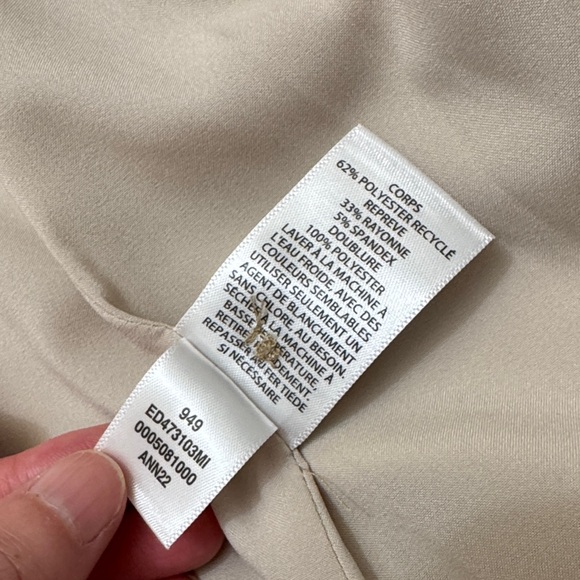 CORPS
62% POLYESTER RECYCLÉ
REPREVE
33% RAYONNE
5% SPANDEX
DOUBLURE
100% POLYESTER
LAVER À LA MACHINE, À
L'EAU FROIDE, AVEC DES
COULEURS SEMBLABLES
UTILISER SEULEMENT UN
AGENT DE BLANCHIMENT
SANS CHLORE, AU BESOIN.
SÉCHER LA MACHINE À
BASSE TEMPÉRATURE,
RETIRER RAPIDEMENT.
REPASSER AU FER TIÈDE
SI NÉCESSAIRE
949
ED473103MI
0005081000
ANN22